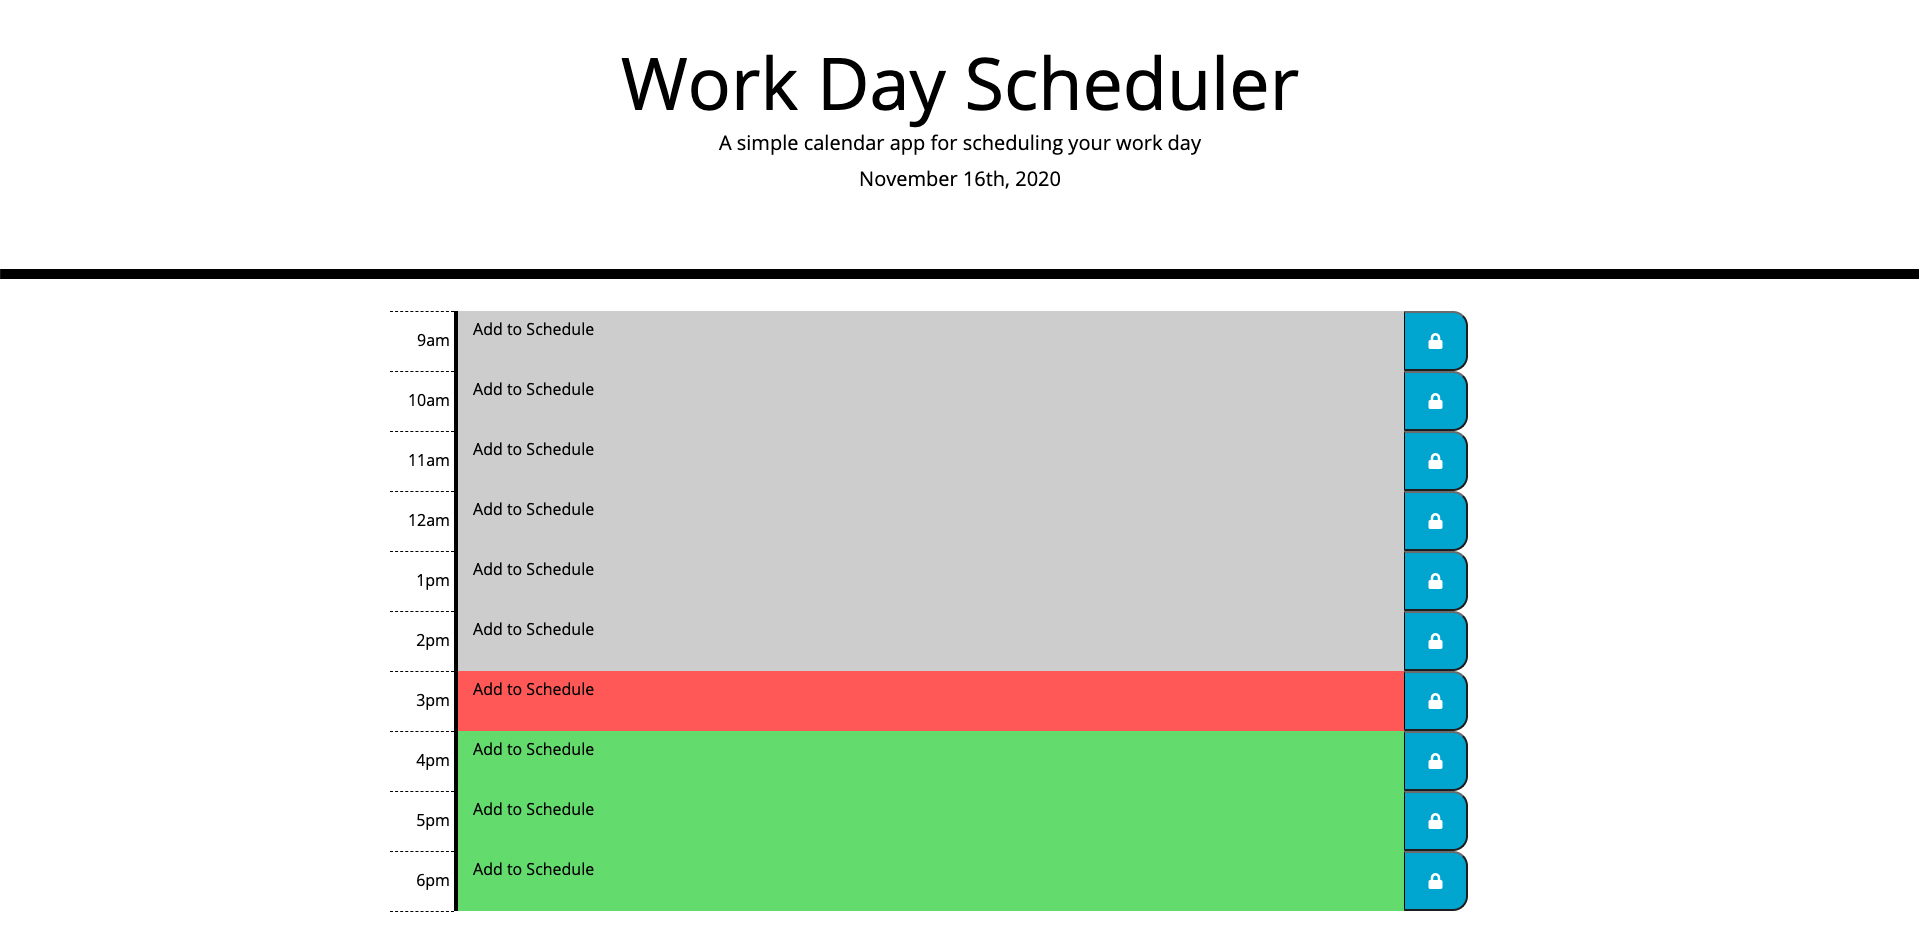 Work Day Scheduler
A simple calendar app for scheduling your work day
November 16th, 2020
9am Add to Schedule
10am Add to Schedule
11am Add to Schedule
12am Add to Schedule
1pm Add to Schedule
2pm Add to Schedule
3pm Add to Schedule
4pm Add to Schedule
5pm Add to Schedule
6pm Add to Schedule